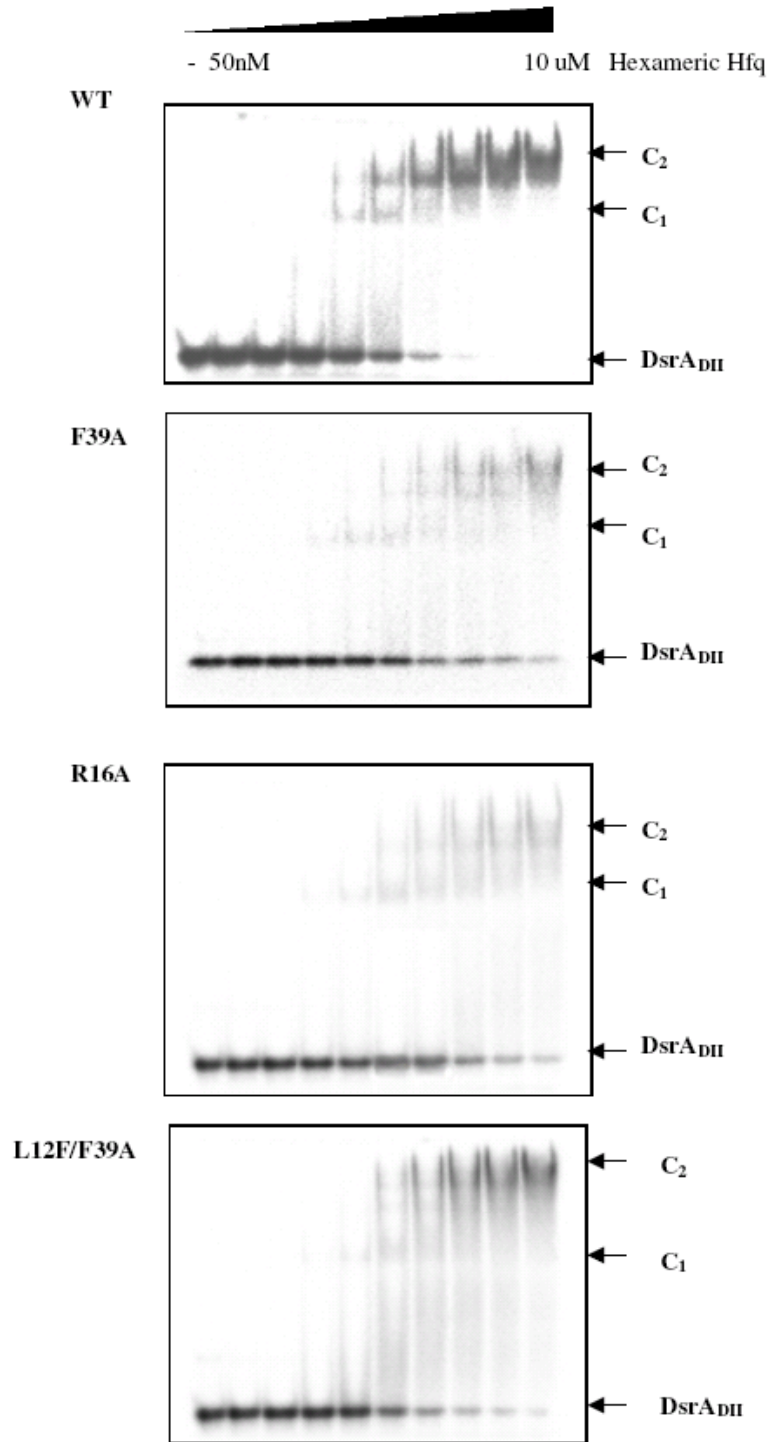 - 50nM 10 uM Hexameric Hfq
WT
C2
C1
DsrADII
F39A
C2
C1
DsrADII
R16A
C2
C1
DsrADII
L12F/F39A
C2
C1
DsrADII